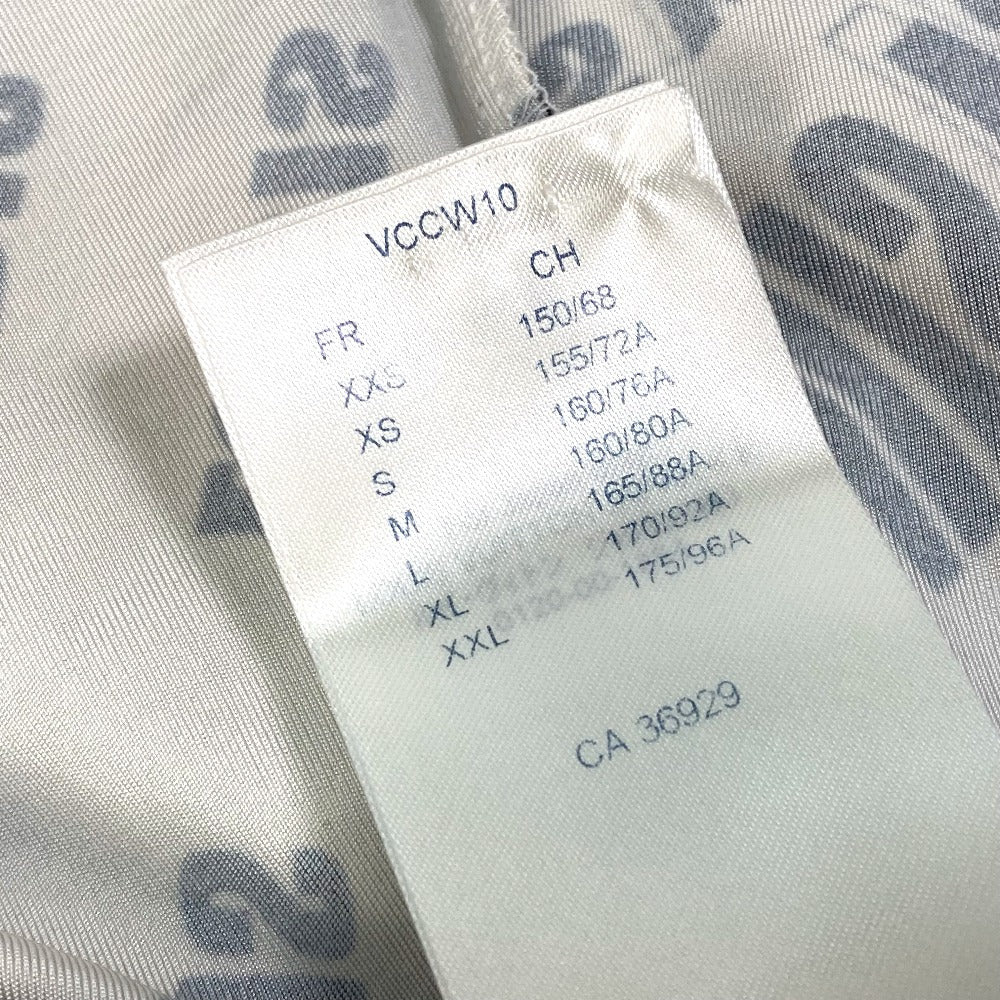 VCCW10
FR CH
XXS 150/68
XS 155/72A
S 160/76A
M 160/80A
L 165/88A
XL 170/92A
XXL 175/96A
CA 36929